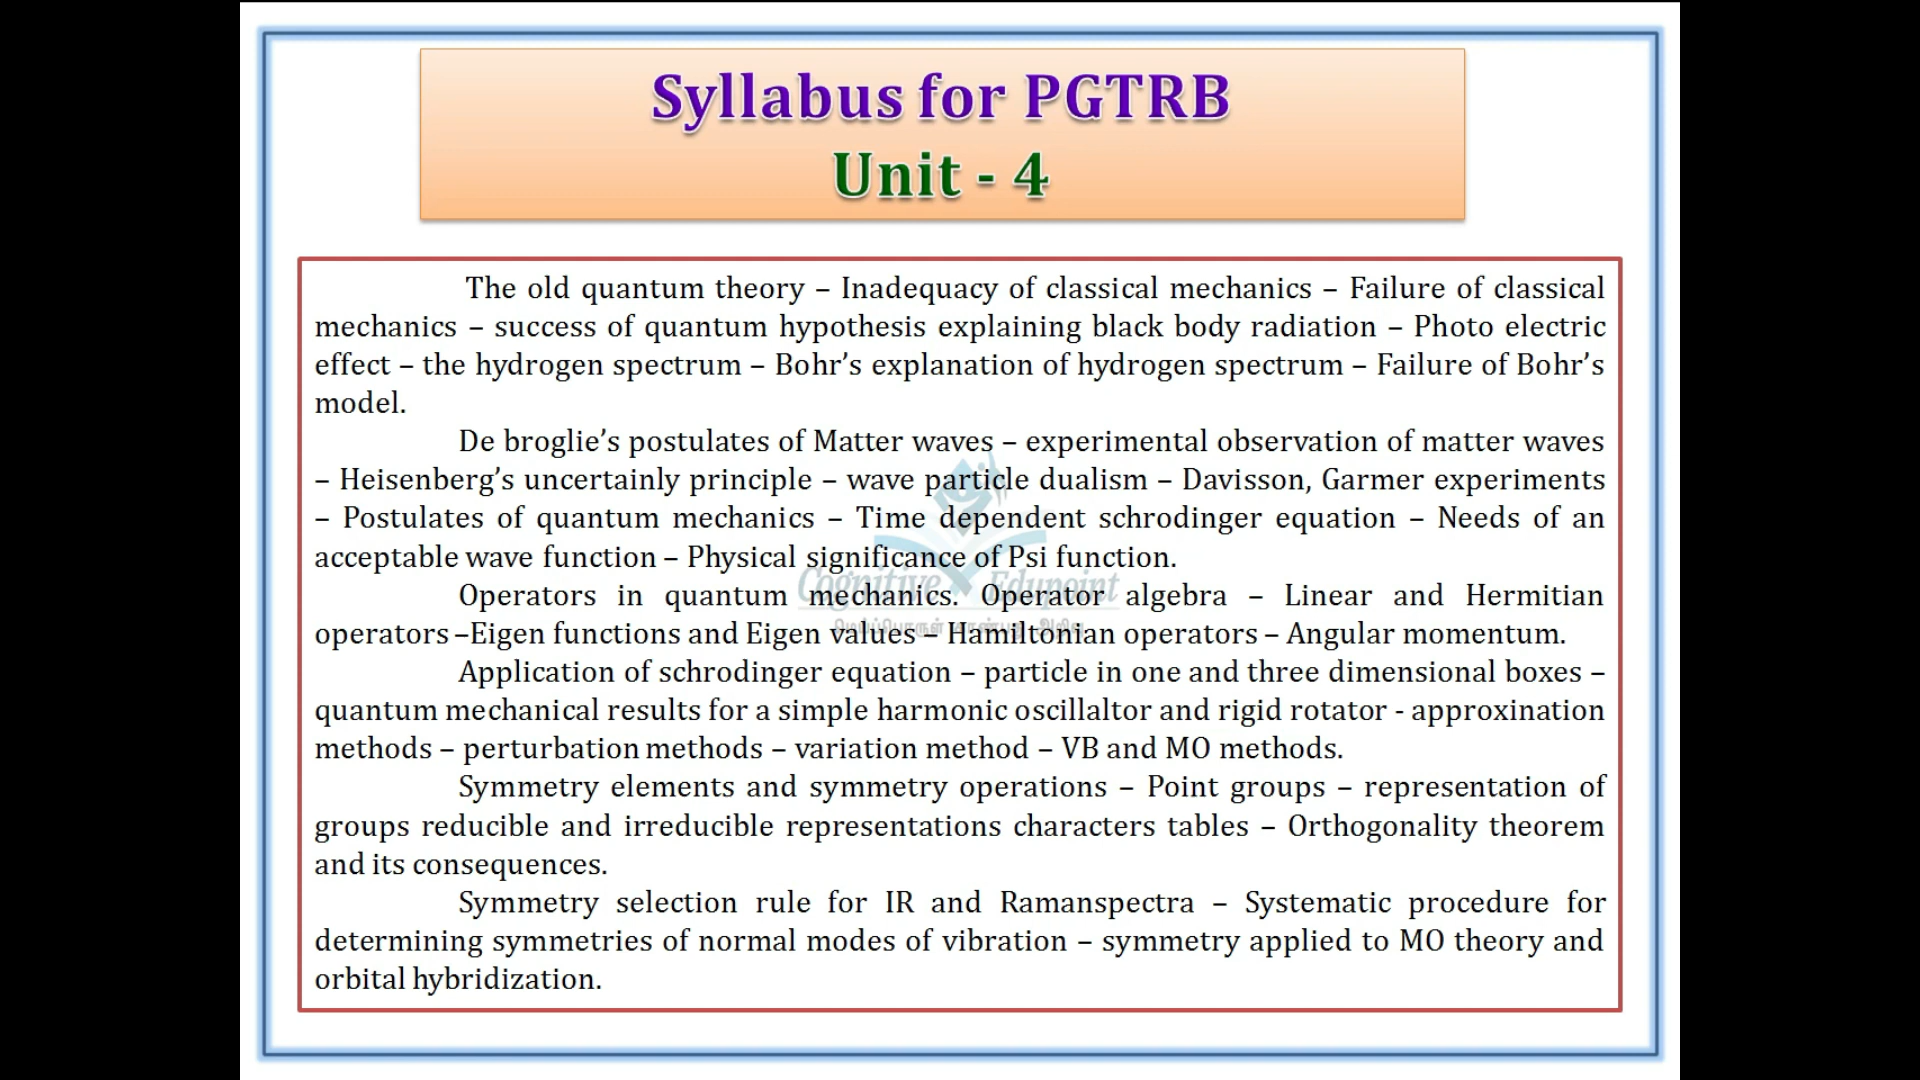 Syllabus for PGTRB
Unit - 4
The old quantum theory – Inadequacy of classical mechanics – Failure of classical
mechanics – success of quantum hypothesis explaining black body radiation – Photo electric
effect – the hydrogen spectrum – Bohr’s explanation of hydrogen spectrum – Failure of Bohr’s
model.
De broglie’s postulates of Matter waves – experimental observation of matter waves
– Heisenberg’s uncertainly principle – wave particle dualism – Davisson, Garmer experiments
– Postulates of quantum mechanics – Time dependent schrodinger equation – Needs of an
acceptable wave function – Physical significance of Psi function.
Cognitive Edupoint
Operators in quantum mechanics. Operator algebra – Linear and Hermitian
operators –Eigen functions and Eigen values – Hamiltonian operators – Angular momentum.
Application of schrodinger equation – particle in one and three dimensional boxes –
quantum mechanical results for a simple harmonic oscillaltor and rigid rotator - approxination
methods – perturbation methods – variation method – VB and MO methods.
Symmetry elements and symmetry operations – Point groups – representation of
groups reducible and irreducible representations characters tables – Orthogonality theorem
and its consequences.
Symmetry selection rule for IR and Ramanspectra – Systematic procedure for
determining symmetries of normal modes of vibration – symmetry applied to MO theory and
orbital hybridization.